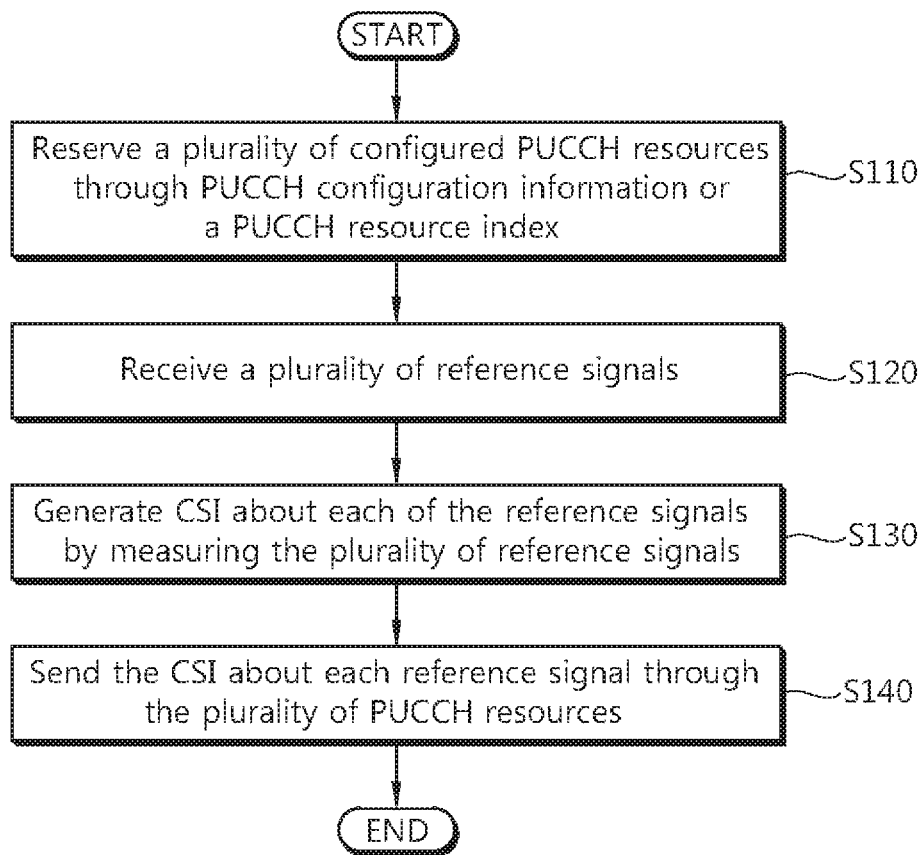 START
Reserve a plurality of configured PUCCH resources
through PUCCH configuration information or
a PUCCH resource index
S110
Receive a plurality of reference signals
S120
Generate CSI about each of the reference signals
by measuring the plurality of reference signals
S130
Send the CSI about each reference signal through
the plurality of PUCCH resources
S140
END